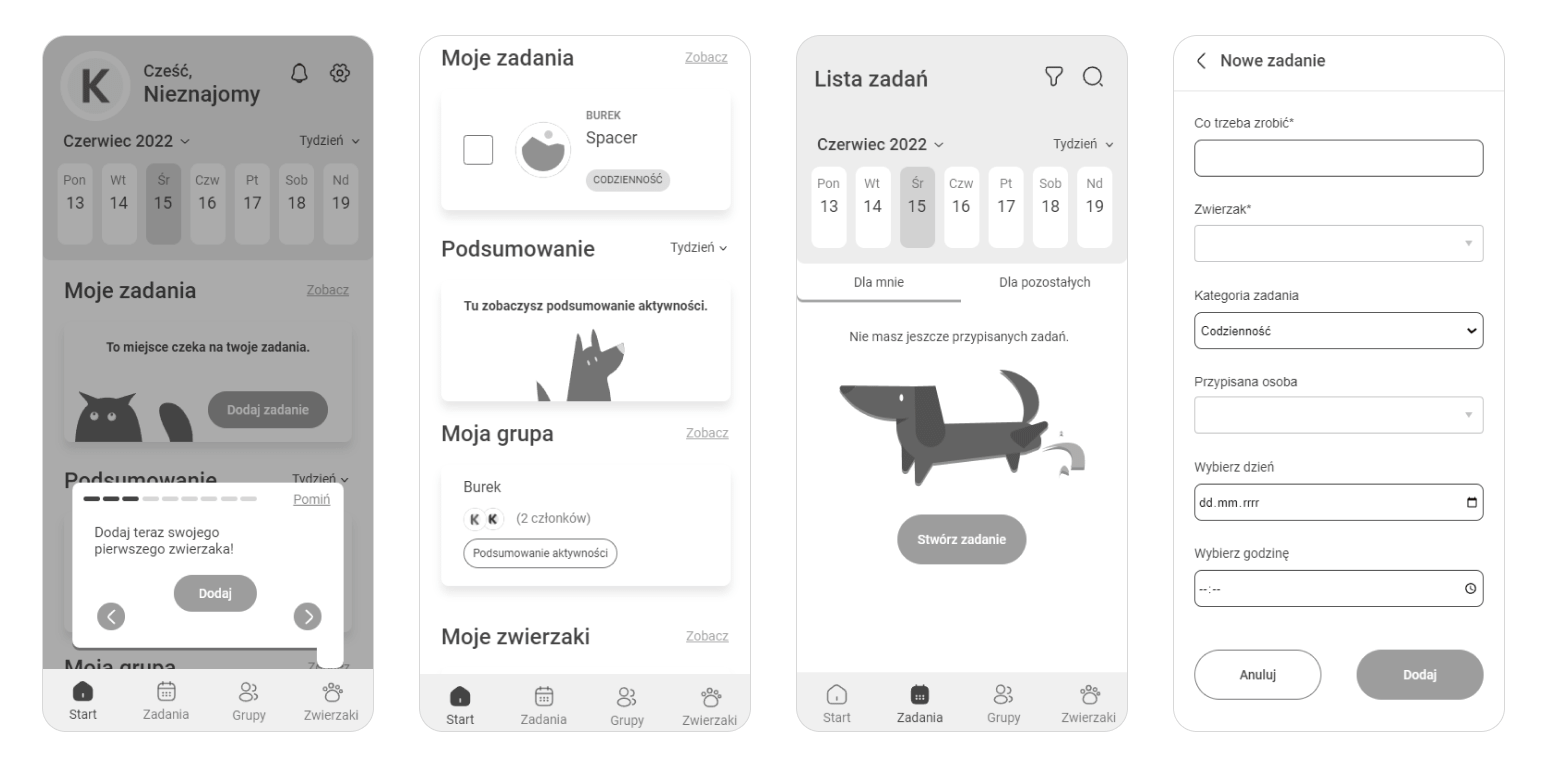 K
Cześć,
Nieznajomy
Czerwiec 2022
Tydzień
Pon Wt Śr Czw Pt Sob Nd
13 14 15 16 17 18 19
Moje zadania
Zobacz
To miejsce czeka na twoje zadania.
Dodaj zadanie
Podsumowanie
Tydzień
Pomiń
Dodaj teraz swojego
pierwszego zwierzaka!
Dodaj
Moja grupa
Zobacz
Start Zadania Grupy Zwierzaki
Moje zadania
Zobacz
BUREK
Spacer
CODZIENNOŚĆ
Podsumowanie
Tydzień
Tu zobaczysz podsumowanie aktywności.
Moja grupa
Zobacz
Burek
K K (2 członków)
Podsumowanie aktywności
Moje zwierzaki
Zobacz
Start Zadania Grupy Zwierzaki
Lista zadań
Czerwiec 2022
Tydzień
Pon Wt Śr Czw Pt Sob Nd
13 14 15 16 17 18 19
Dla mnie
Dla pozostałych
Nie masz jeszcze przypisanych zadań.
Stwórz zadanie
Start Zadania Grupy Zwierzaki
Nowe zadanie
Co trzeba zrobić*
Zwierzak*
Kategoria zadania
Codzienność
Przypisana osoba
Wybierz dzień
dd.mm.rrrr
Wybierz godzinę
--:--
Anuluj
Dodaj